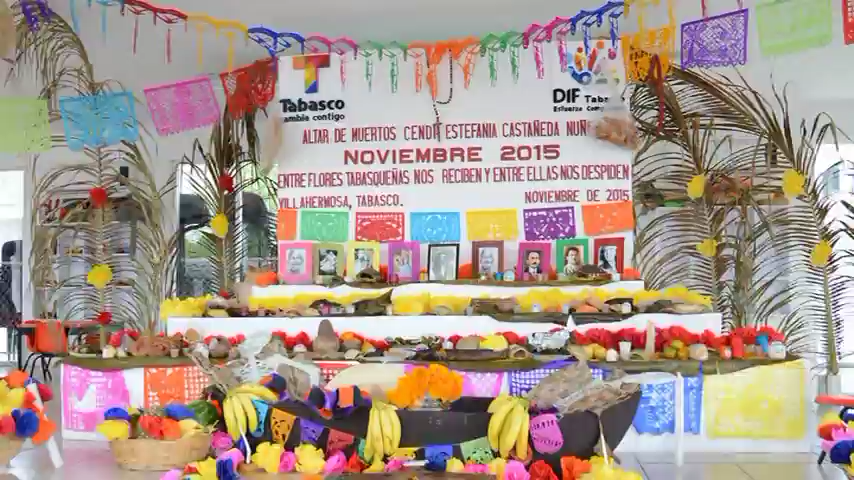 Tabasco
cambia contigo
DIF Tabasco
ALTAR DE MUERTOS CENDI ESTEFANIA CASTAÑEDA NUÑ
NOVIEMBRE 2015
ENTRE FLORES TABASQUEÑAS NOS RECIBEN Y ENTRE ELLAS NOS DESPIDEN
VILLAHERMOSA, TABASCO.
NOVIEMBRE DE 2015